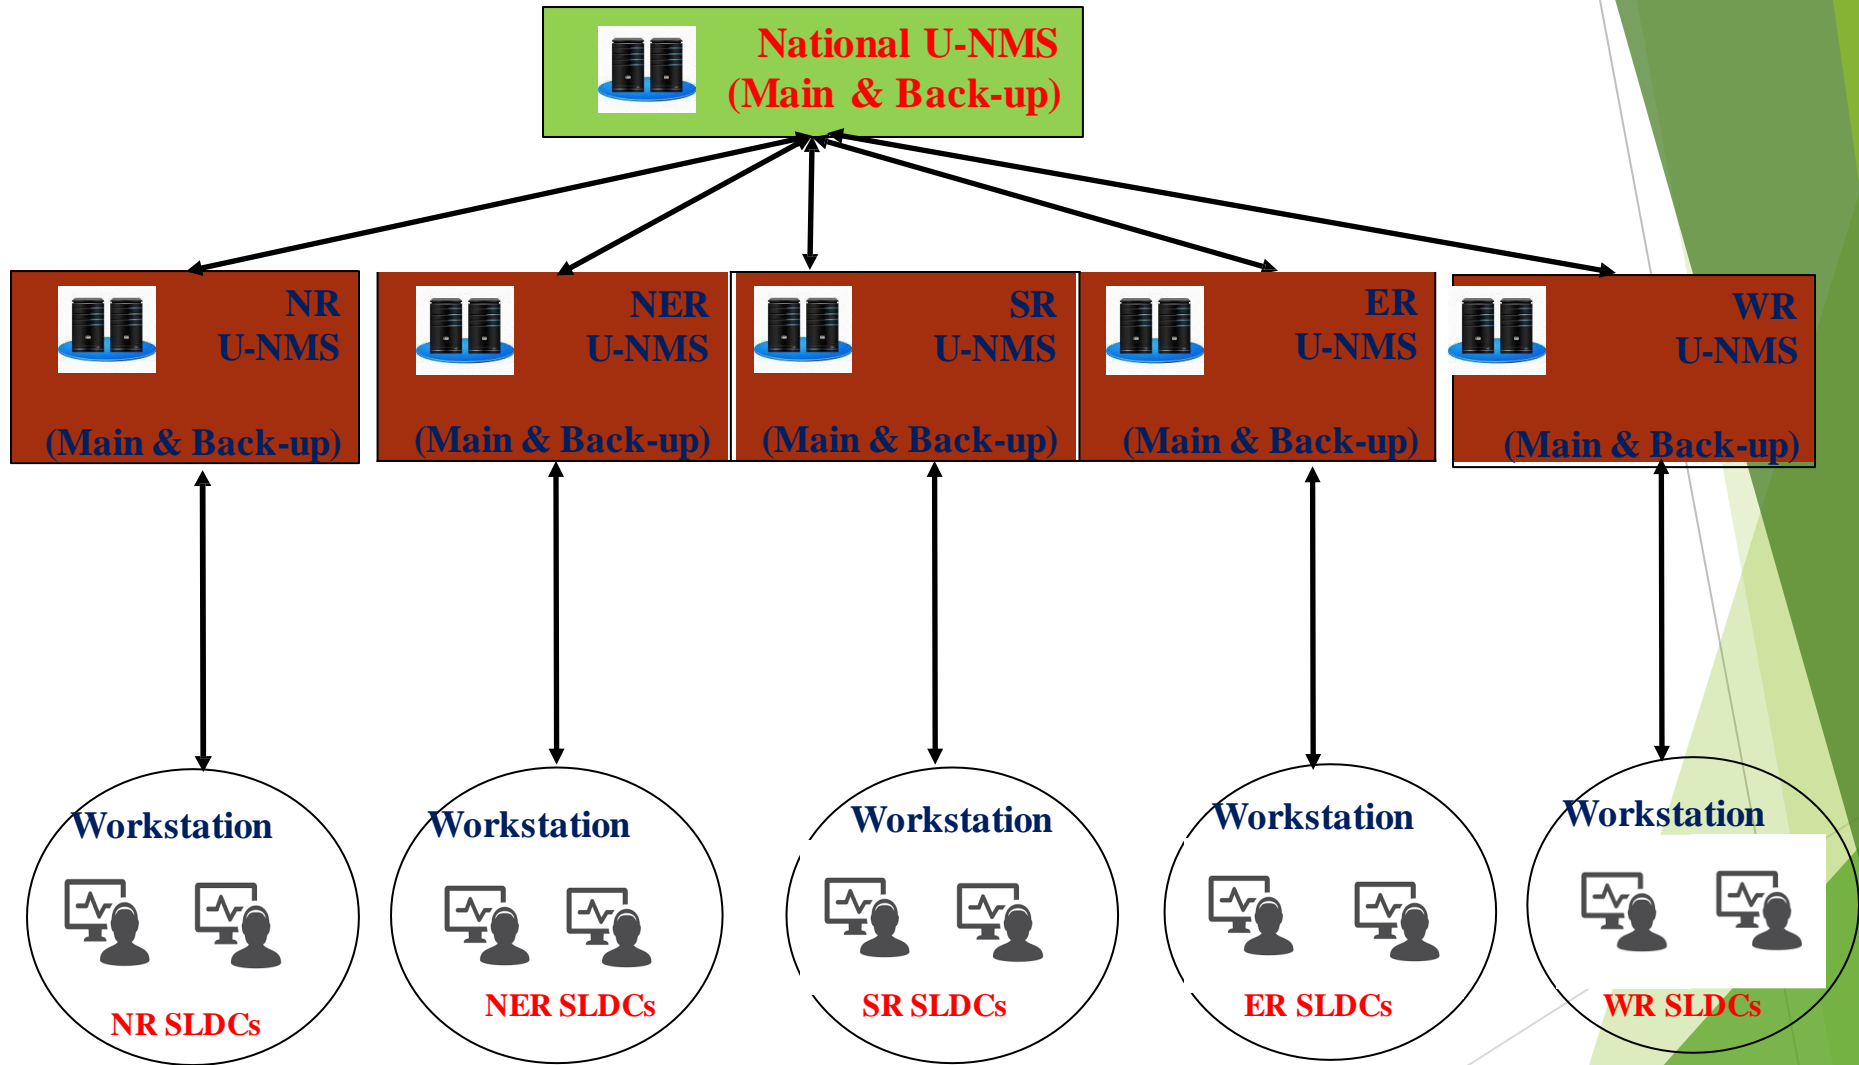 National U-NMS
(Main & Back-up)
NR
U-NMS
(Main & Back-up)
NER
U-NMS
(Main & Back-up)
SR
U-NMS
(Main & Back-up)
ER
U-NMS
(Main & Back-up)
WR
U-NMS
(Main & Back-up)
Workstation
NR SLDCs
Workstation
NER SLDCs
Workstation
SR SLDCs
Workstation
ER SLDCs
Workstation
WR SLDCs